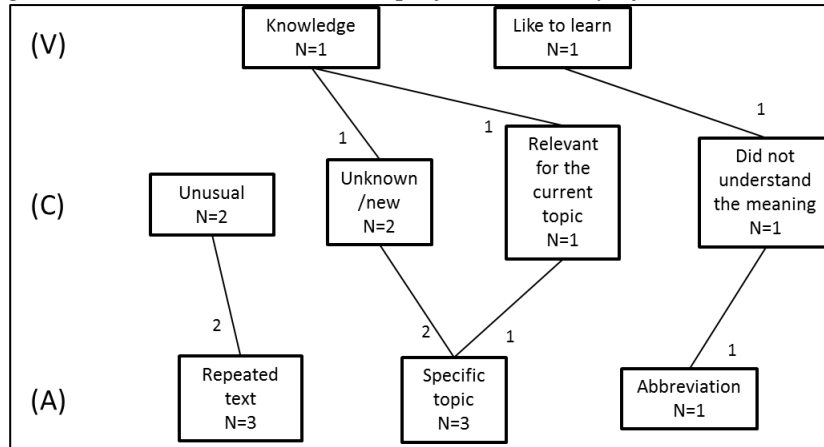 (V)
Knowledge
N=1
Like to learn
N=1
1
1
1
(C)
Unusual
N=2
Unknown
/new
N=2
Relevant
for the
current
topic
N=1
Did not
understand
the meaning
N=1
2
2
1
1
(A)
Repeated
text
N=3
Specific
topic
N=3
Abbreviation
N=1